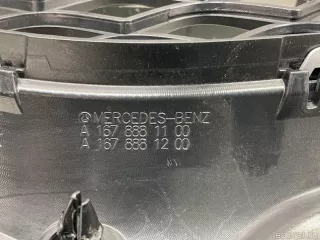 MERCEDES-BENZ
A 167 888 11 00
A 167 888 12 00